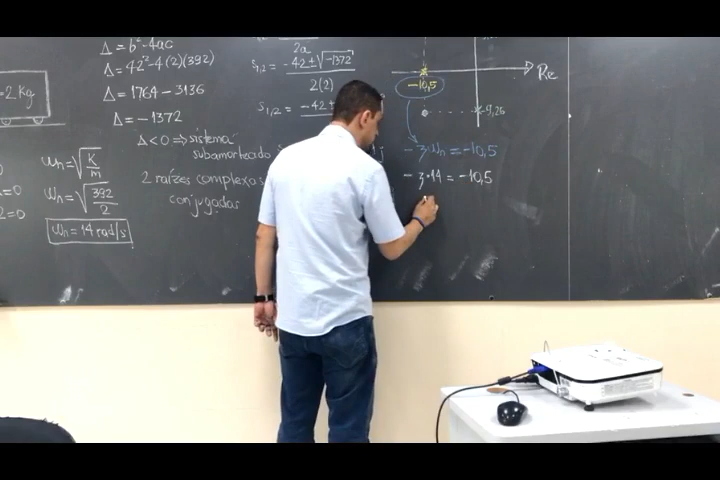 =2 Kg
=0
2=0
ωn = √K/m
Wn = √392/2
ωn = 14 rad/s
Δ = b²-4ac
Δ = 42²-4(2)(392)
Δ = 1764 - 3136
Δ = -1372
Δ < 0 ⇒ sistema
subamortecido
2 raízes complexas
conjugadas
2a
S1,2 = -42 ± √-1372 / 2(2)
S1,2 = -42 ±
j
Re
-10,5
-9,26
- ζωn = -10,5
- ζ·14 = -10,5